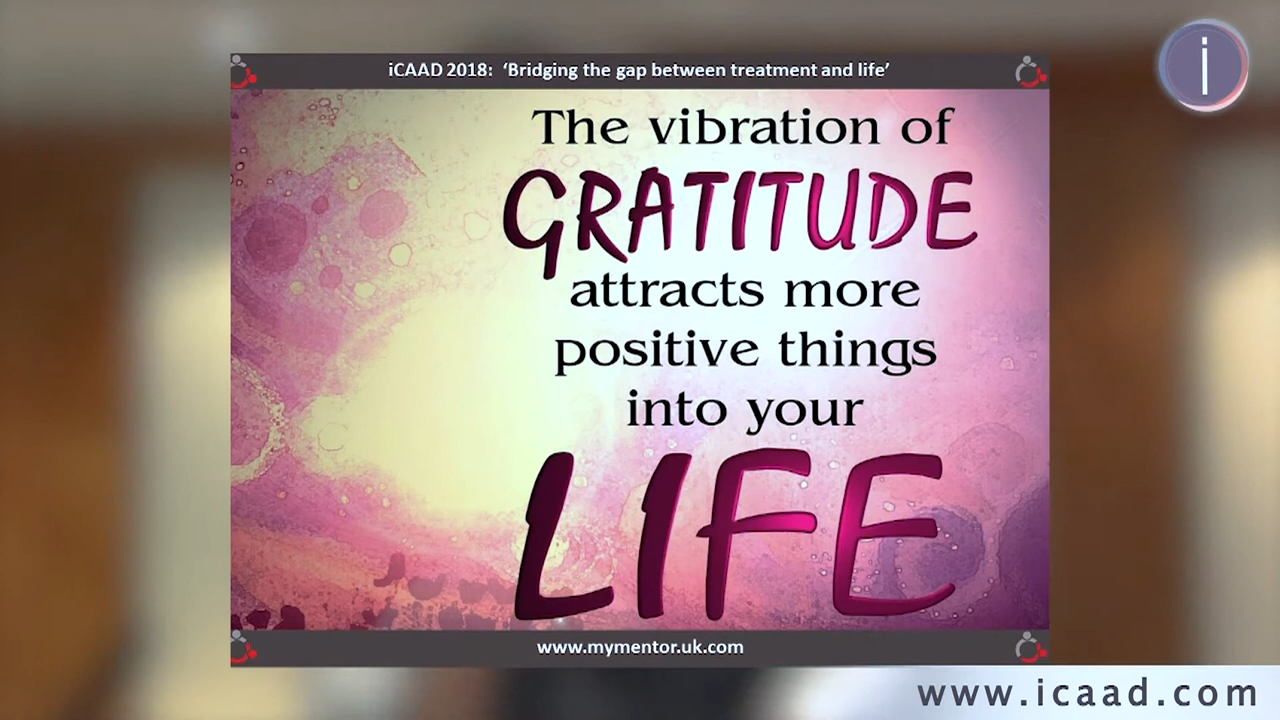 iCAAD 2018: ‘Bridging the gap between treatment and life’
i
The vibration of
GRATITUDE
attracts more
positive things
into your
LIFE
www.mymentor.uk.com
www.icaad.com